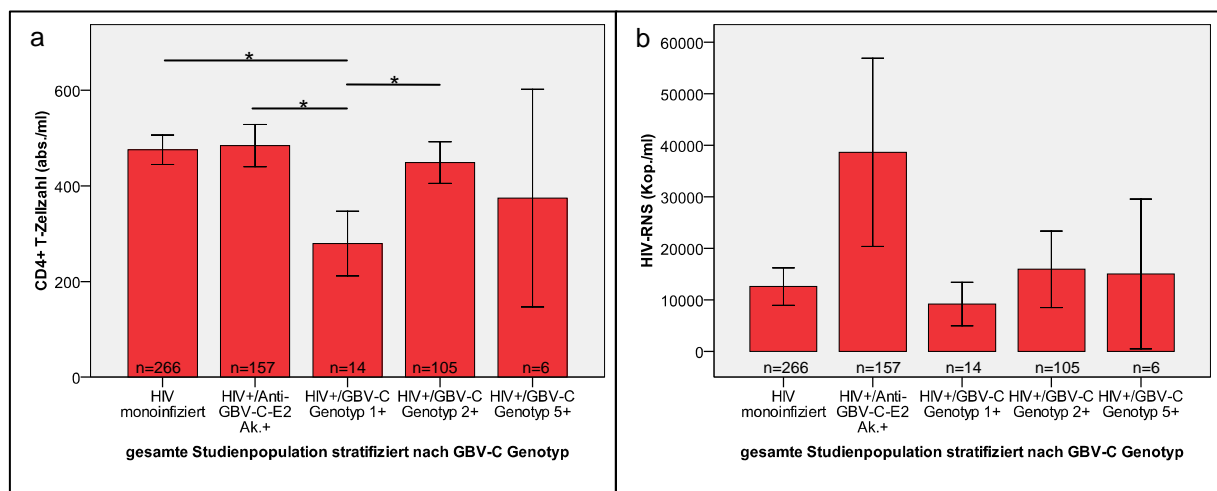 a
CD4+ T-Zellzahl (abs./ml)
600
400
200
0
*
*
*
n=266
n=157
n=14
n=105
n=6
HIV
monoinfiziert
HIV+/Anti-
GBV-C-E2
Ak.+
HIV+/GBV-C
Genotyp 1+
HIV+/GBV-C
Genotyp 2+
HIV+/GBV-C
Genotyp 5+
gesamte Studienpopulation stratifiziert nach GBV-C Genotyp
b
HIV-RNS (Kop./ml)
60000
50000
40000
30000
20000
10000
0
n=266
n=157
n=14
n=105
n=6
HIV
monoinfiziert
HIV+/Anti-
GBV-C-E2
Ak.+
HIV+/GBV-C
Genotyp 1+
HIV+/GBV-C
Genotyp 2+
HIV+/GBV-C
Genotyp 5+
gesamte Studienpopulation stratifiziert nach GBV-C Genotyp